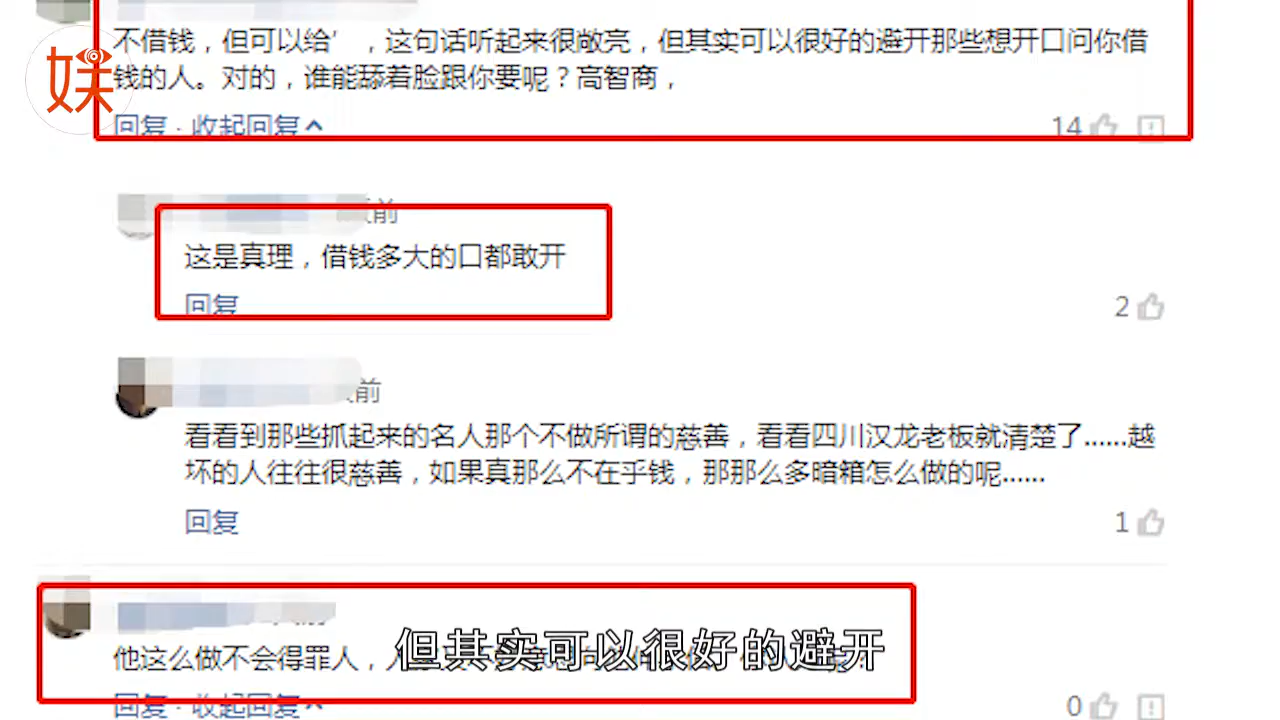 娱
不借钱，但可以给’，这句话听起来很敞亮，但其实可以很好的避开那些想开口问你借
钱的人。对的，谁能舔着脸跟你要呢？高智商，
回复 · 收起回复 14
前
这是真理，借钱多大的口都敢开
回复 2
前
看看到那些抓起来的名人那个不做所谓的慈善，看看四川汉龙老板就清楚了......越
坏的人往往很慈善，如果真那么不在乎钱，那那么多暗箱怎么做的呢......
回复 1
他这么做不会得罪人，
但其实可以很好的避开
回复 · 收起回复 0